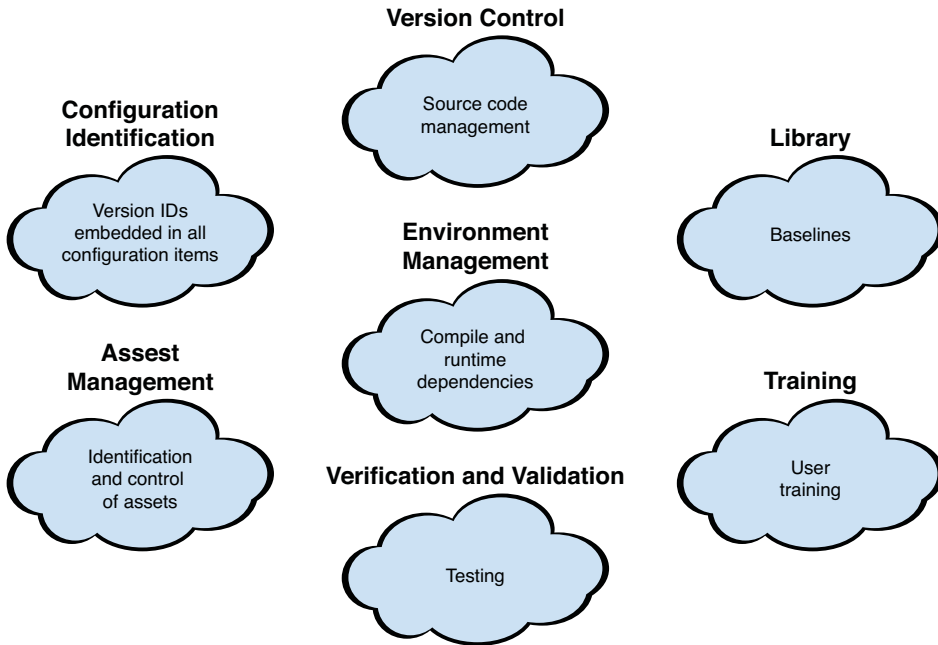 Version Control
Source code
management
Configuration
Identification
Version IDs
embedded in all
configuration items
Library
Baselines
Environment
Management
Compile and
runtime
dependencies
Assest
Management
Identification
and control
of assets
Training
User
training
Verification and Validation
Testing